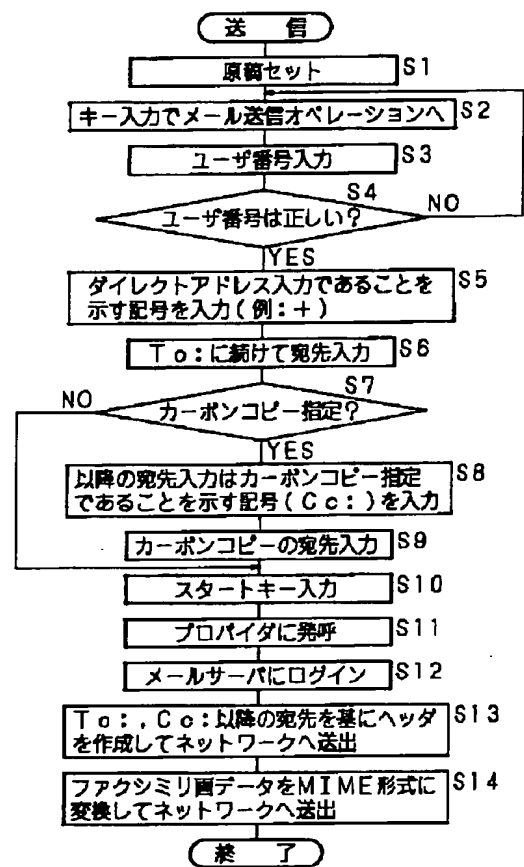 送 信
原稿セット S1
キー入力でメール送信オペレーションへ S2
ユーザ番号入力 S3
S4
ユーザ番号は正しい? NO
YES
ダイレクトアドレス入力であることを S5
示す記号を入力(例:+)
To:に続けて宛先入力 S6
S7
NO カーボンコピー指定?
YES
以降の宛先入力はカーボンコピー指定 S8
であることを示す記号(Cc:)を入力
カーボンコピーの宛先入力 S9
スタートキー入力 S10
プロバイダに発呼 S11
メールサーバにログイン S12
To:,Cc:以降の宛先を基にヘッダ S13
を作成してネットワークへ送出
ファクシミリ画データをMIME形式に S14
変換してネットワークへ送出
終 了